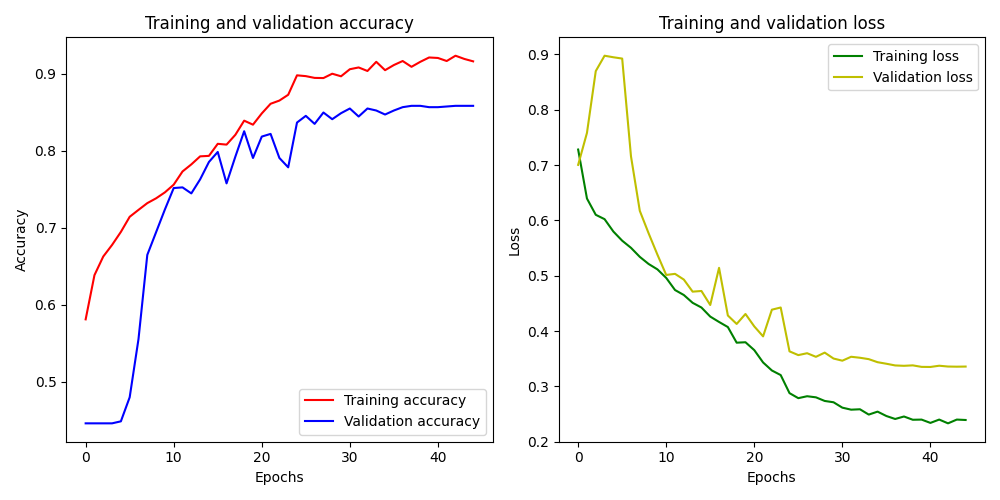 Training and validation accuracy
0.9
0.8
0.7
0.6
0.5
Accuracy
Training accuracy
Validation accuracy
0 10 20 30 40
Epochs
Training and validation loss
0.9
0.8
0.7
0.6
0.5
0.4
0.3
0.2
Loss
Training loss
Validation loss
0 10 20 30 40
Epochs